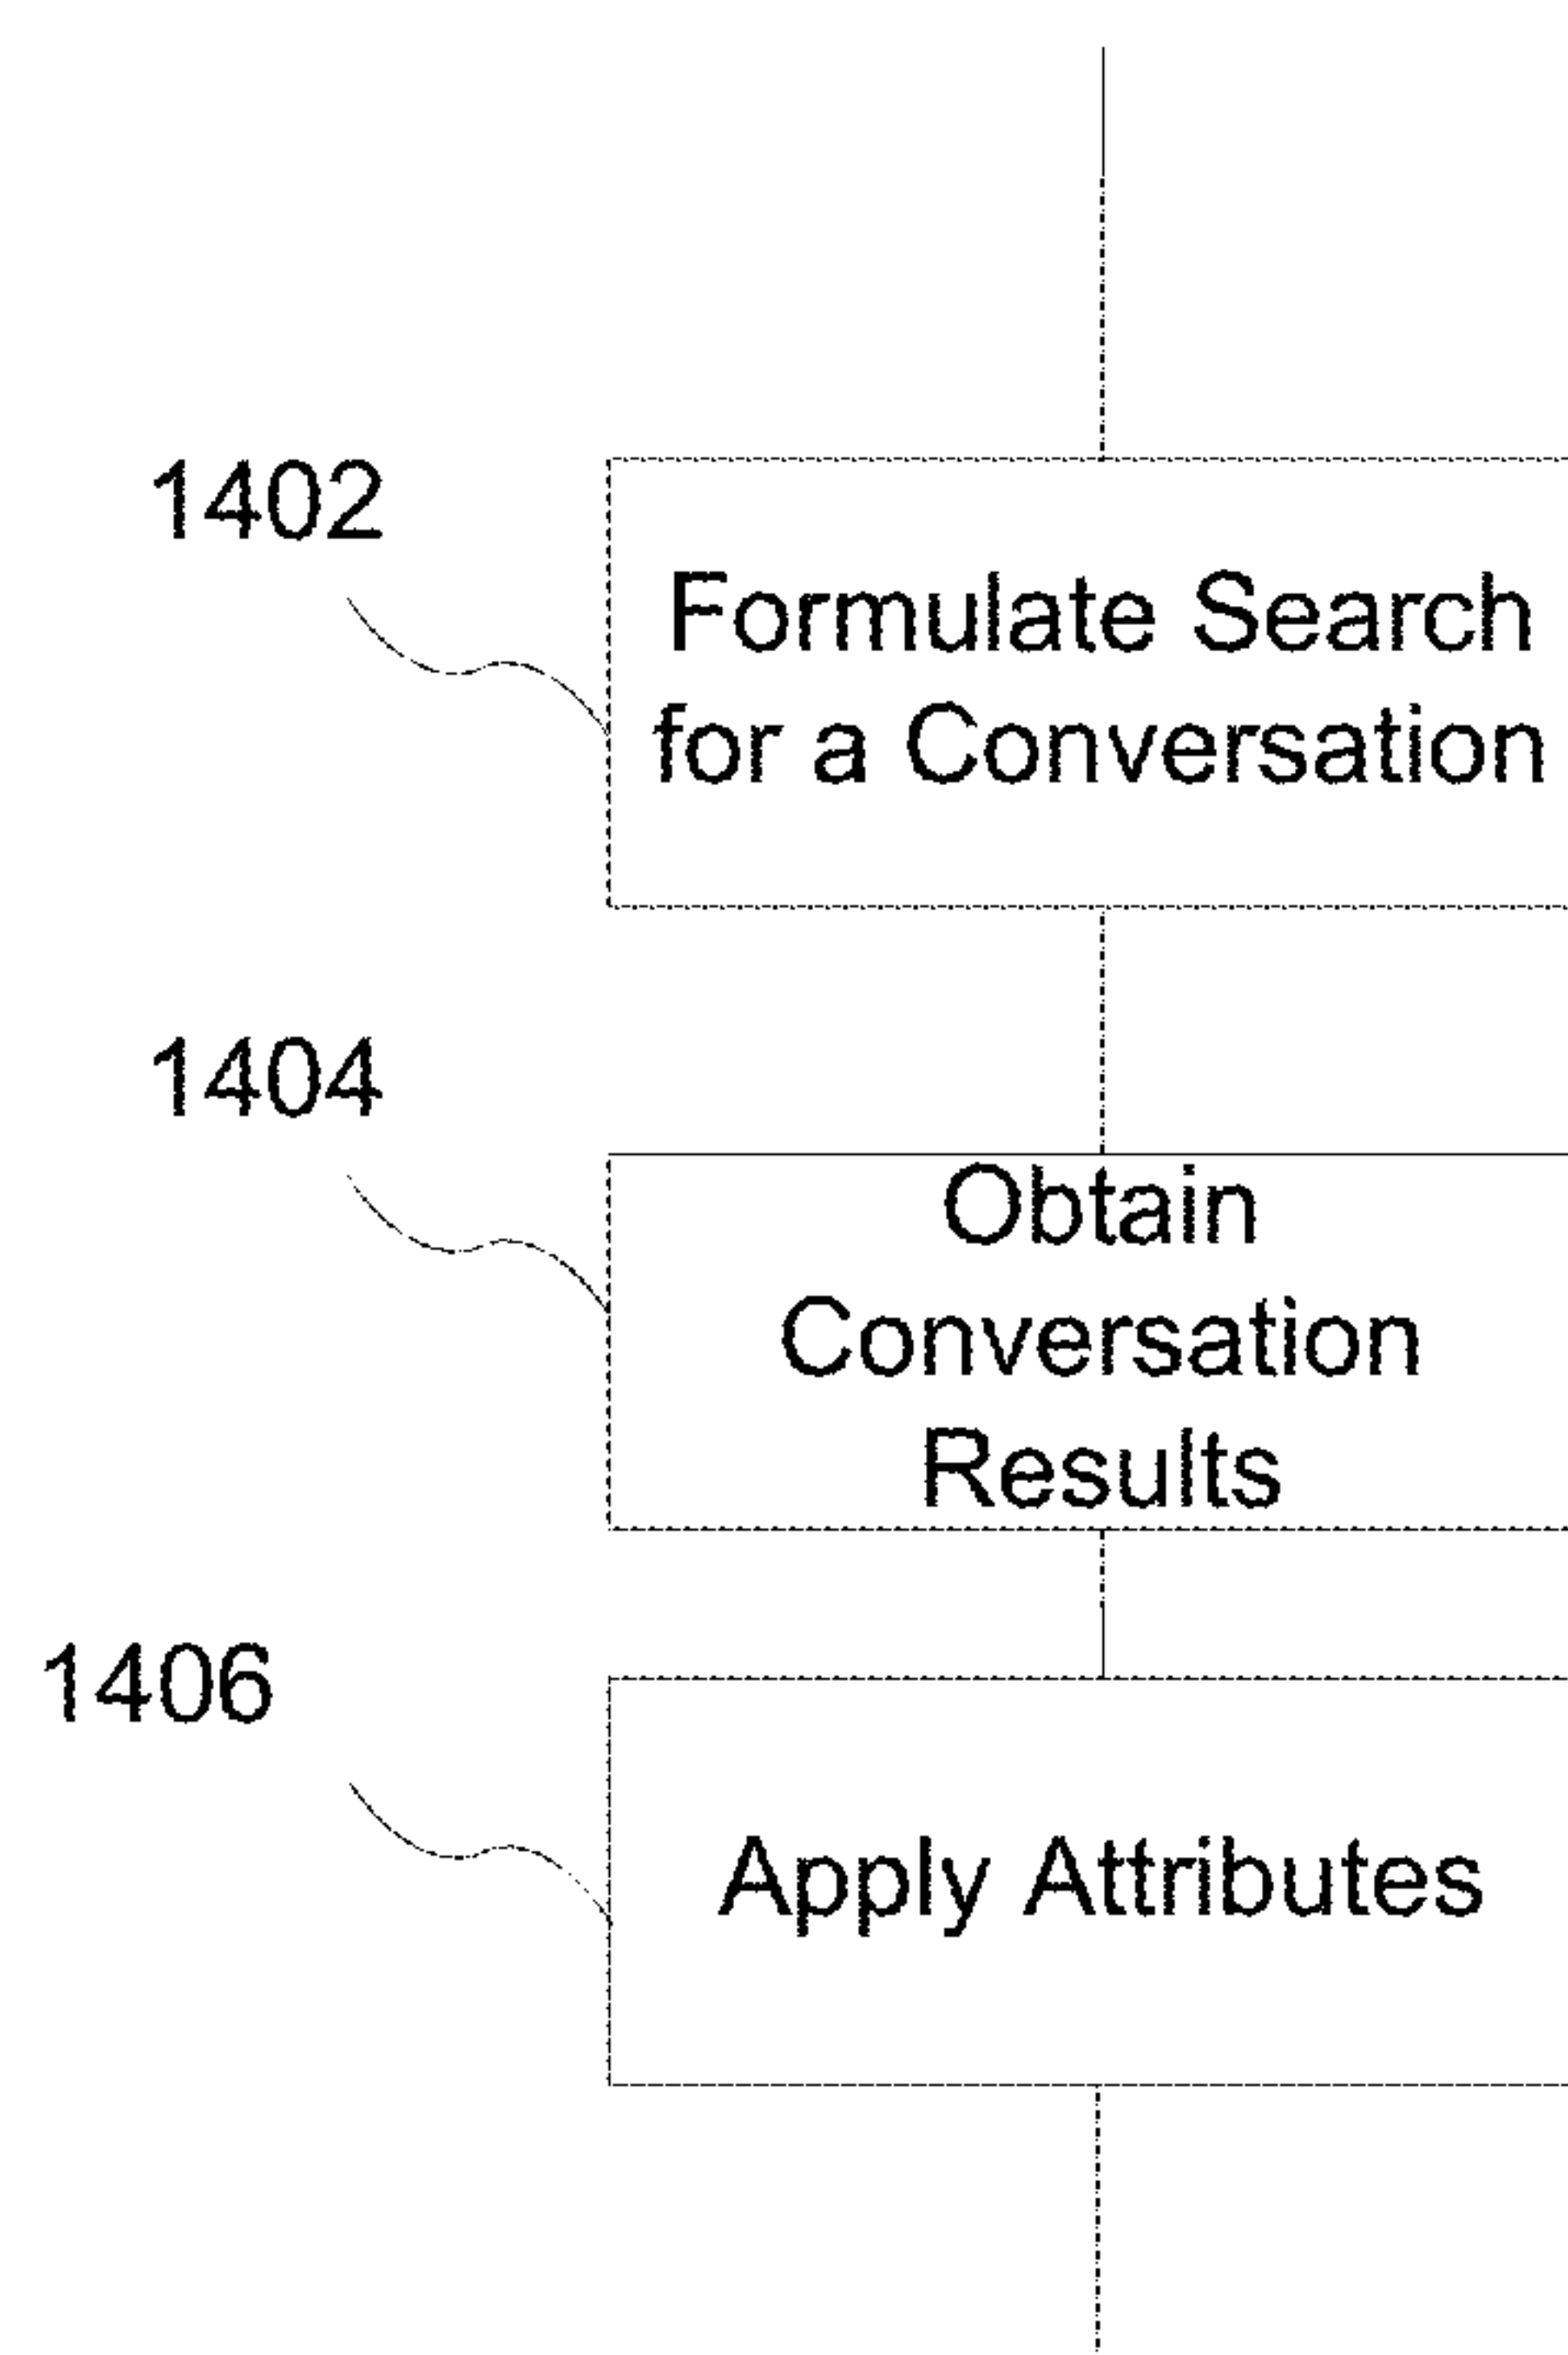 1402
Formulate Search
for a Conversation
1404
Obtain
Conversation
Results
1406
Apply Attributes